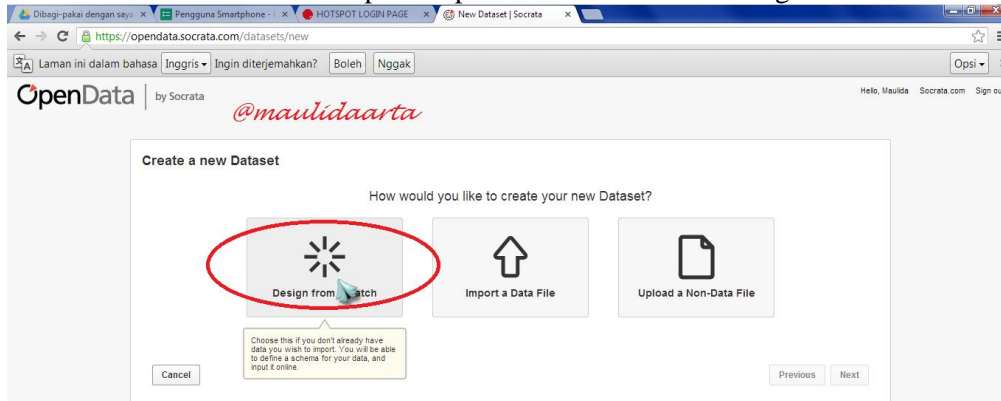 Dibagi-pakai dengan saya
Pengguna Smartphone -
HOTSPOT LOGIN PAGE
New Dataset | Socrata
https://opendata.socrata.com/datasets/new
Laman ini dalam bahasa Inggris Ingin diterjemahkan? Boleh Nggak Opsi
OpenData by Socrata
Hello, Maulida Socrata.com Sign
@maulidaarta
Create a new Dataset
How would you like to create your new Dataset?
Design from
Import a Data File
Upload a Non-Data File
Choose this if you don't already have
data you wish to import. You will be able
to define a schema for your data, and
input it online.
Cancel
Previous Next